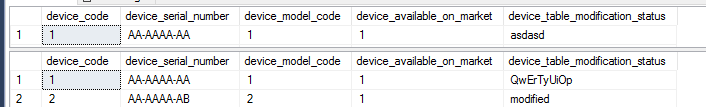 device_code device_serial_number device_model_code device_available_on_market device_table_modification_status
1 1 AA-AAAA-AA 1 1 asdasd
device_code device_serial_number device_model_code device_available_on_market device_table_modification_status
1 1 AA-AAAA-AA 1 1 QwErTyUiOp
2 2 AA-AAAA-AB 2 1 modified